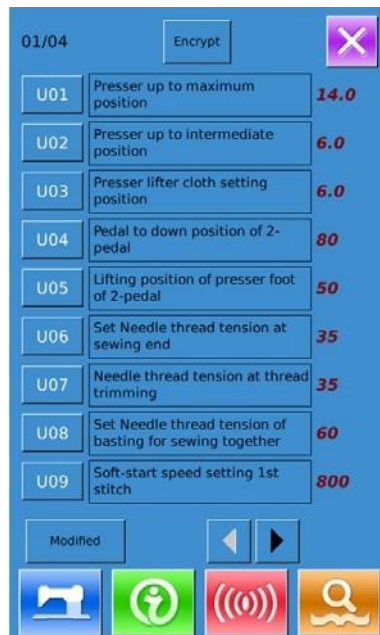 01/04
Encrypt
U01
Presser up to maximum
position
14.0
U02
Presser up to intermediate
position
6.0
U03
Presser lifter cloth setting
position
6.0
U04
Pedal to down position of 2-
pedal
80
U05
Lifting position of presser foot
of 2-pedal
50
U06
Set Needle thread tension at
sewing end
35
U07
Needle thread tension at thread
trimming
35
U08
Set Needle thread tension of
basting for sewing together
60
U09
Soft-start speed setting 1st
stitch
800
Modified